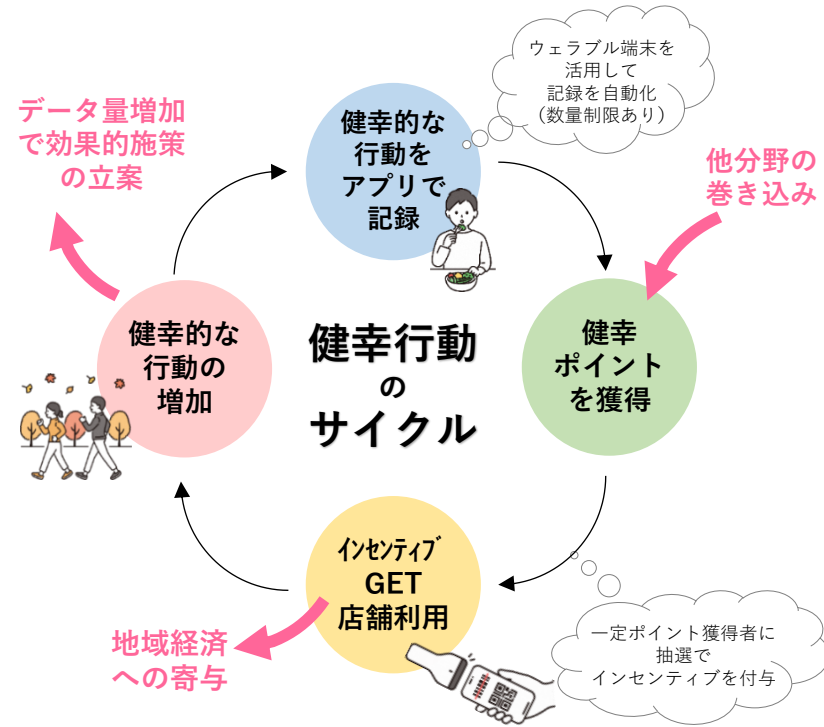 ウェラブル端末を
活用して
記録を自動化
（数量制限あり）
健幸的な
行動を
アプリで
記録
データ量増加
で効果的施策
の立案
他分野の
巻き込み
健幸的な
行動の
増加
健幸行動
の
サイクル
健幸
ポイント
を獲得
ｲﾝｾﾝﾃｨﾌﾞ
GET
店舗利用
地域経済
への寄与
一定ポイント獲得者に
抽選で
インセンティブを付与